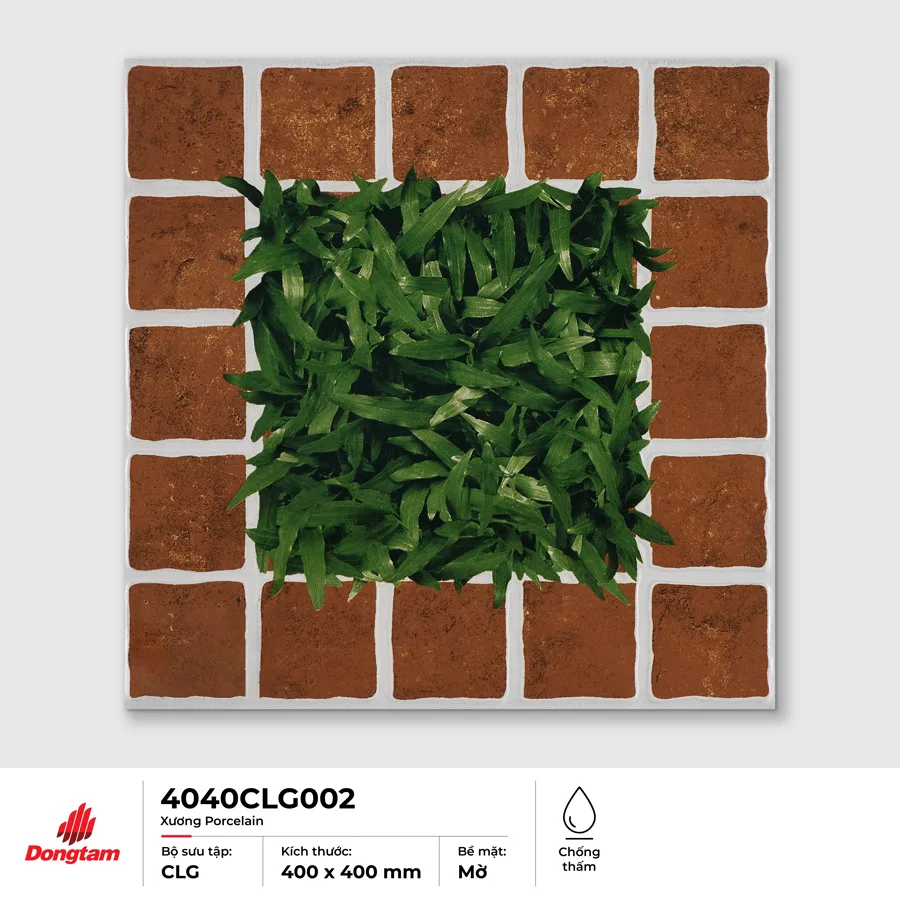 Dongtam
4040CLG002
Xương Porcelain
Bộ sưu tập:
CLG
Kích thước:
400 x 400 mm
Bề mặt:
Mờ
Chống
thấm